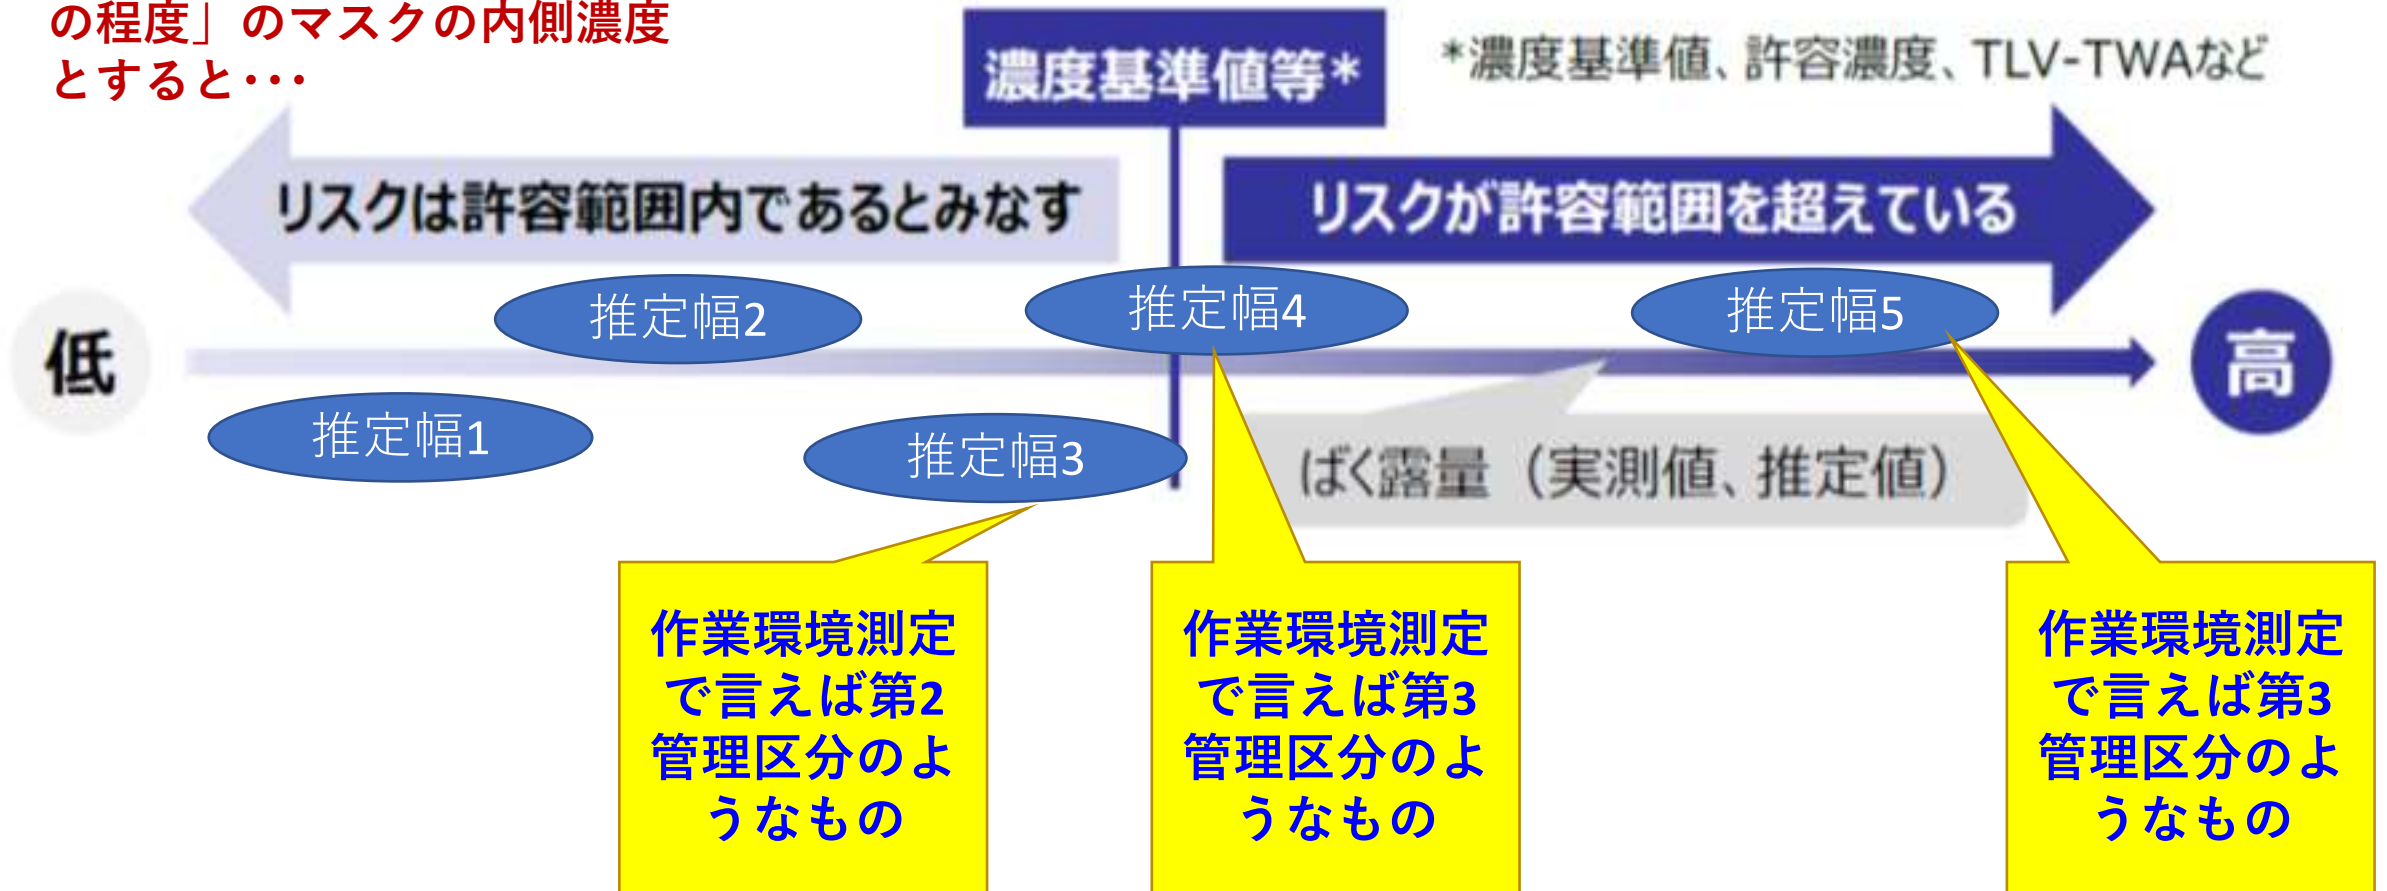 の程度」のマスクの内側濃度
とすると･･･
濃度基準値等*
*濃度基準値、許容濃度、TLV-TWAなど
リスクは許容範囲内であるとみなす
リスクが許容範囲を超えている
推定幅2
推定幅4
推定幅5
低
高
推定幅1
推定幅3
ばく露量（実測値、推定値）
作業環境測定
で言えば第2
管理区分のよ
うなもの
作業環境測定
で言えば第3
管理区分のよ
うなもの
作業環境測定
で言えば第3
管理区分のよ
うなもの